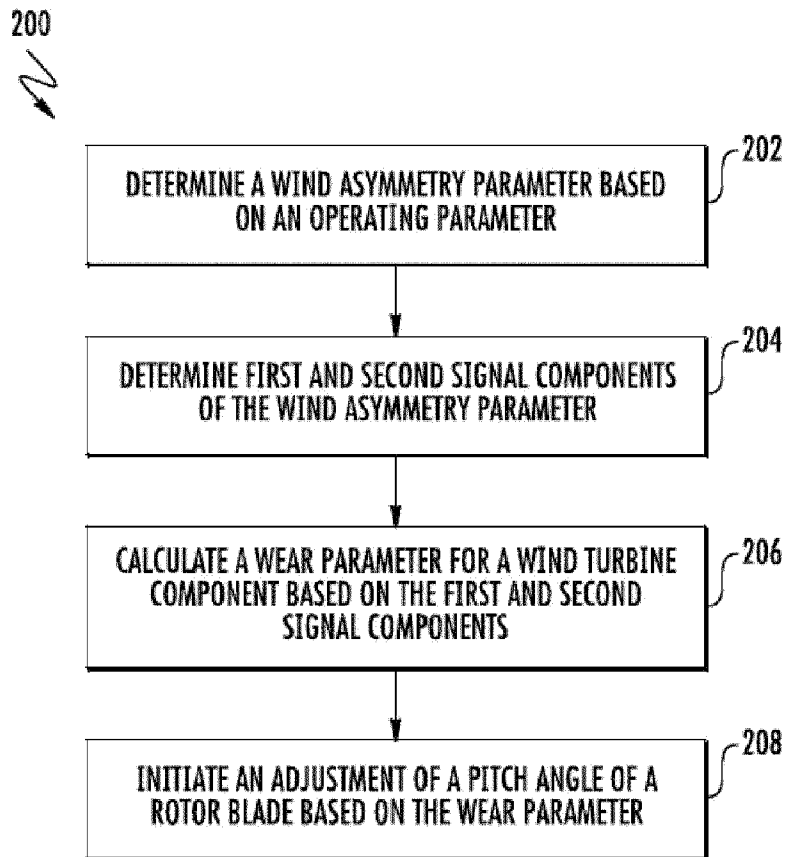 200
DETERMINE A WIND ASYMMETRY PARAMETER BASED
ON AN OPERATING PARAMETER
202
DETERMINE FIRST AND SECOND SIGNAL COMPONENTS
OF THE WIND ASYMMETRY PARAMETER
204
CALCULATE A WEAR PARAMETER FOR A WIND TURBINE
COMPONENT BASED ON THE FIRST AND SECOND
SIGNAL COMPONENTS
206
INITIATE AN ADJUSTMENT OF A PITCH ANGLE OF A
ROTOR BLADE BASED ON THE WEAR PARAMETER
208